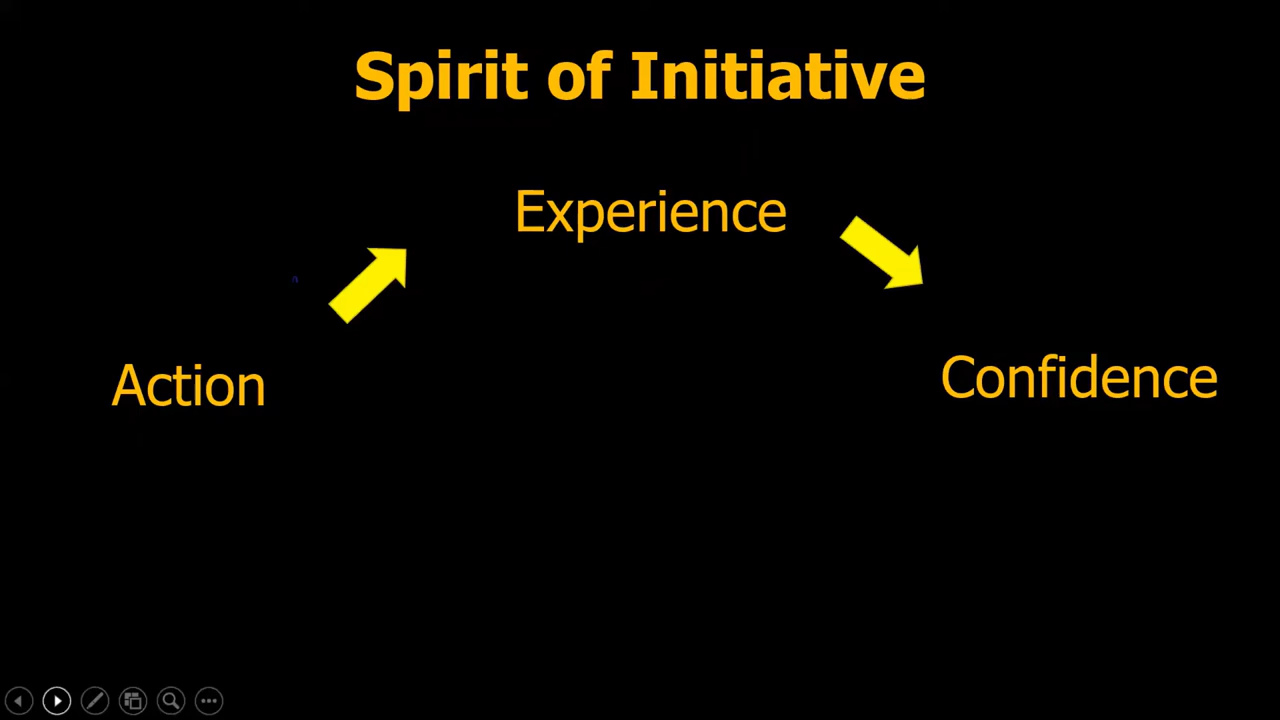 Spirit of Initiative
Experience
Action
Confidence